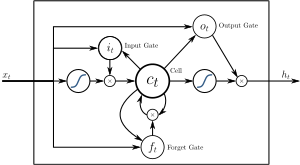 o_t
Output Gate
i_t
Input Gate
x_t
×
c_t
Cell
×
h_t
×
f_t
Forget Gate